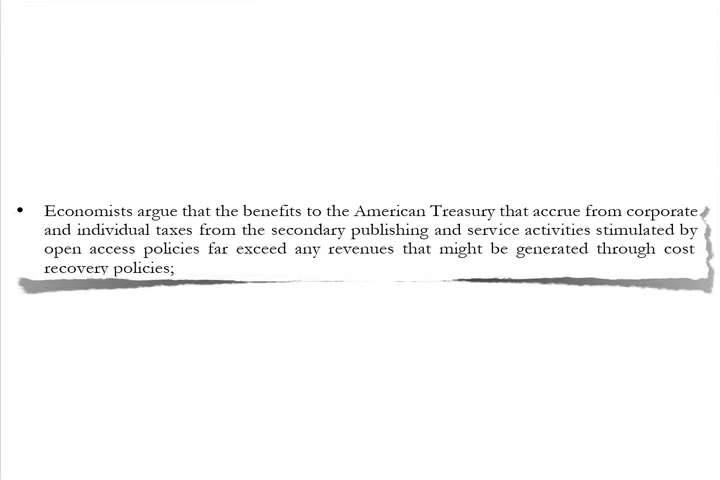 • Economists argue that the benefits to the American Treasury that accrue from corporate
and individual taxes from the secondary publishing and service activities stimulated by
open access policies far exceed any revenues that might be generated through cost
recovery policies;